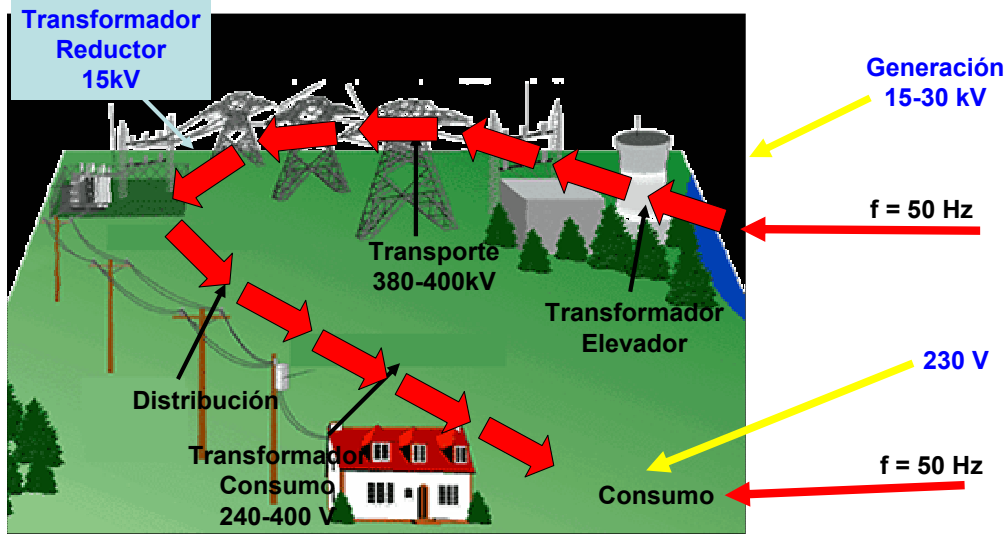 Transformador
Reductor
15kV
Generación
15-30 kV
f = 50 Hz
Transporte
380-400kV
Transformador
Elevador
230 V
Distribución
Transformador
Consumo
240-400 V
f = 50 Hz
Consumo